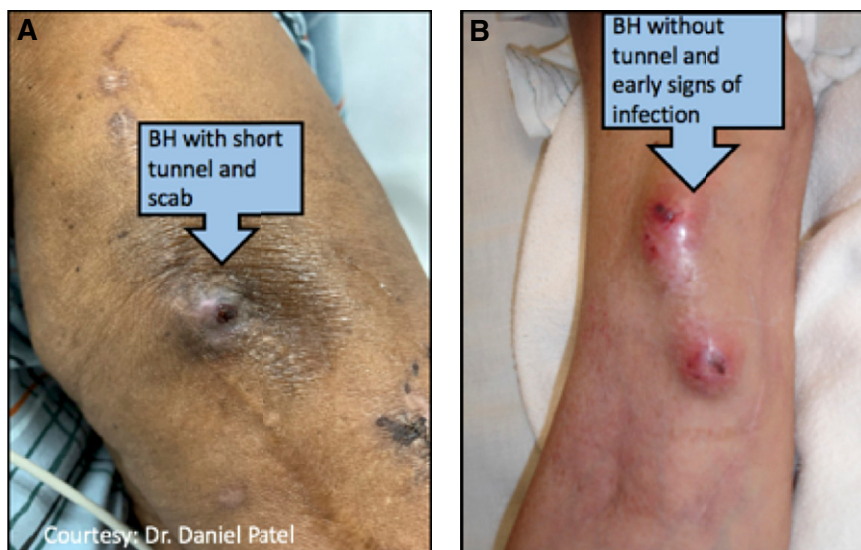 A
BH with short
tunnel and
scab
Courtesy: Dr. Daniel Patel
B
BH without
tunnel and
early signs of
infection